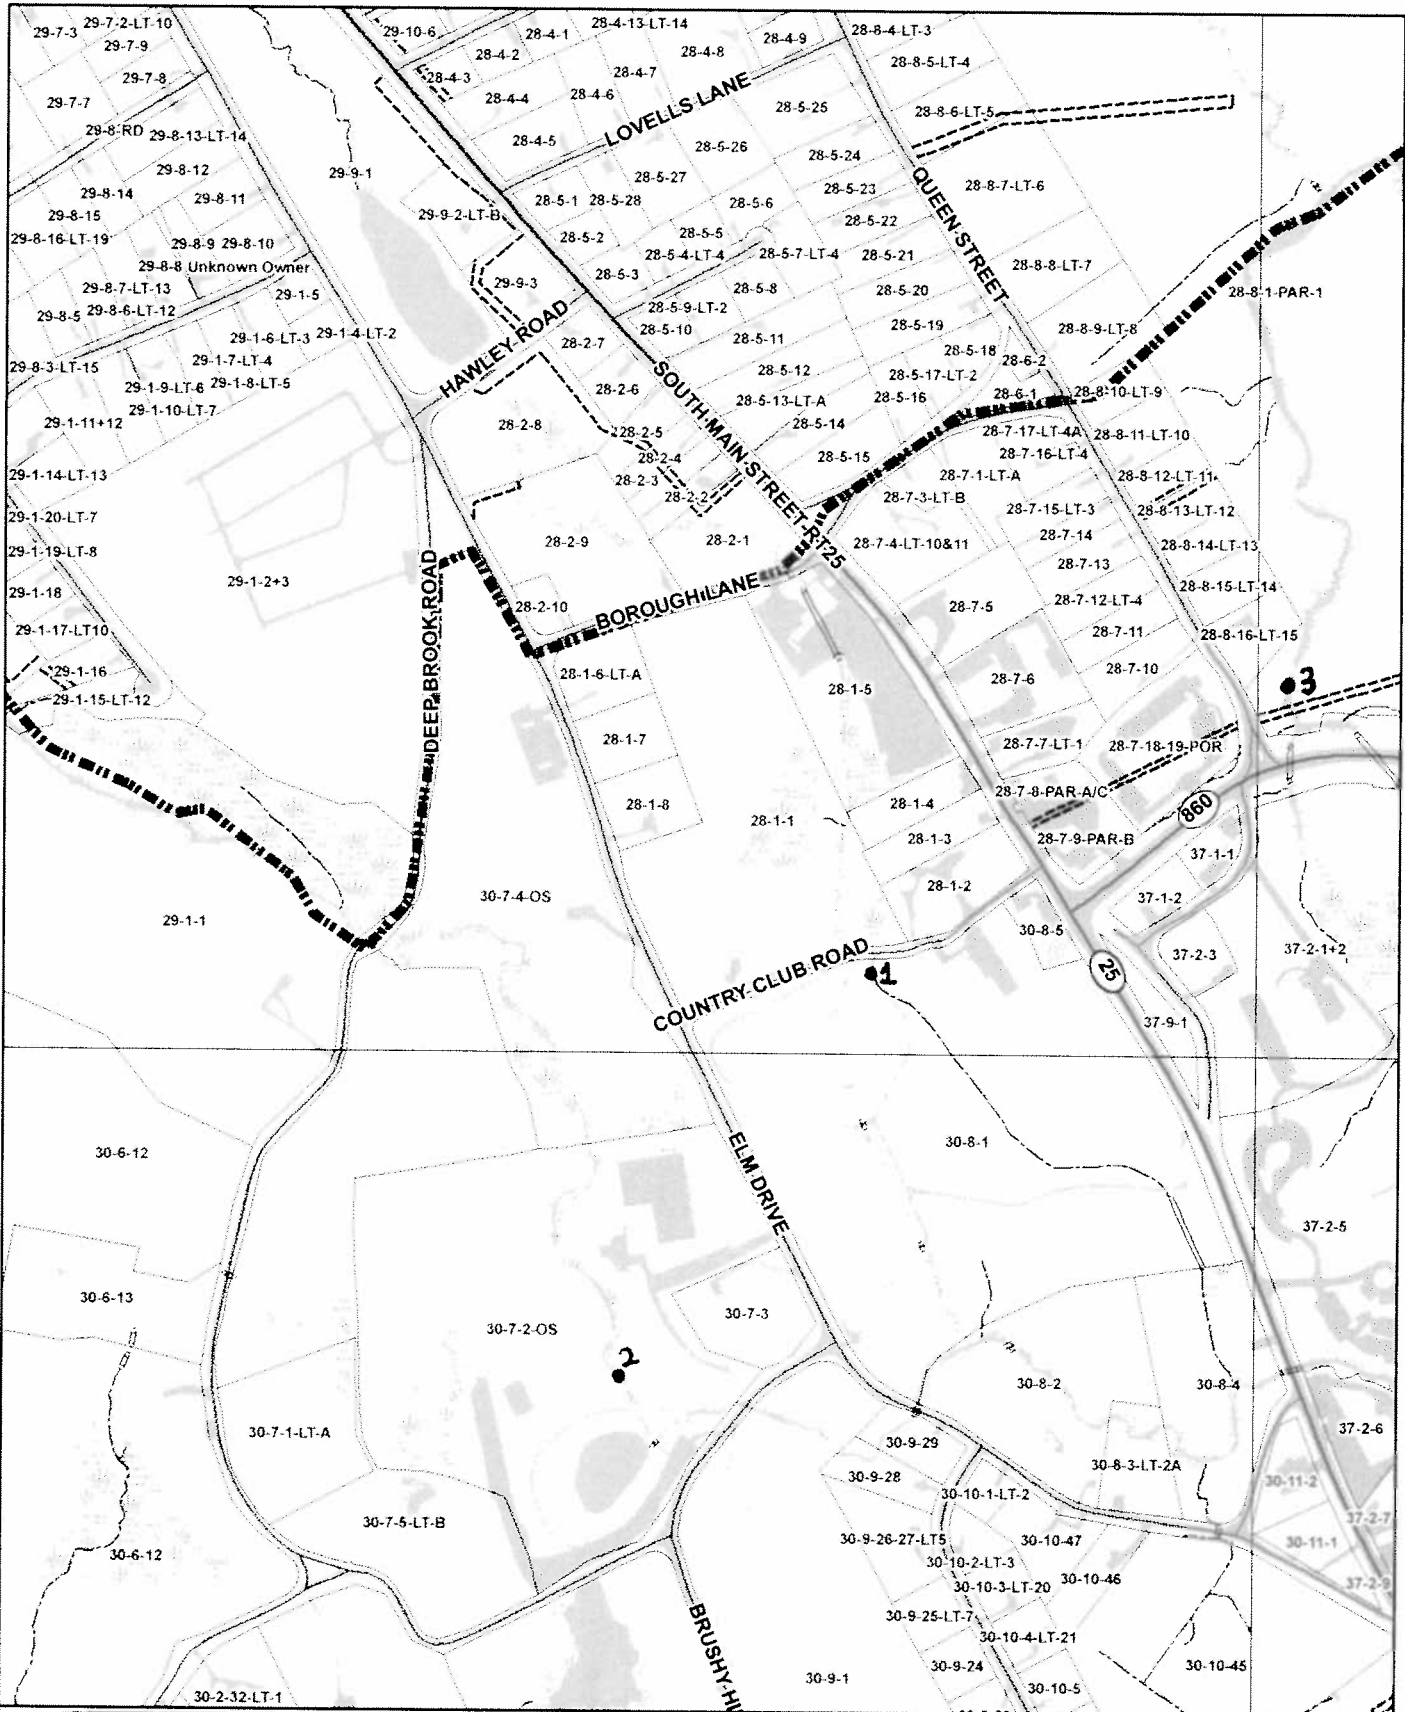 29-7-3
29-7-2-LT-10
29-7-9
29-7-8
29-7-7
29-8-RD
29-8-13-LT-14
29-8-12
29-8-14
29-8-11
29-8-15
29-8-16-LT-19
29-8-9
29-8-10
29-8-8 Unknown Owner
29-8-7-LT-13
29-1-5
29-8-5
29-8-6-LT-12
29-1-6-LT-3
29-1-4-LT-2
29-8-3-LT-15
29-1-7-LT-4
29-1-9-LT-6
29-1-8-LT-5
29-1-10-LT-7
29-1-11+12
29-1-14-LT-13
29-1-20-LT-7
29-1-19-LT-8
29-1-18
29-1-17-LT10
29-1-16
29-1-15-LT-12
29-1-2+3
29-9-1
29-10-6
28-4-1
28-4-13-LT-14
28-4-2
28-4-8
28-4-9
28-4-3
28-4-7
28-4-4
28-4-6
28-4-5
LOVELLS LANE
28-5-25
28-5-26
28-5-24
28-5-27
28-5-23
28-5-1
28-5-28
28-5-6
28-5-22
29-9-2-LT-B
28-5-2
28-5-5
28-5-4-LT-4
28-5-7-LT-4
28-5-21
28-5-3
29-9-3
28-5-8
28-5-20
28-5-9-LT-2
28-5-10
28-5-11
28-5-19
28-5-12
28-5-18
28-5-17-LT-2
28-5-13-LT-A
28-5-16
28-5-14
28-5-15
28-8-4-LT-3
28-8-5-LT-4
28-8-6-LT-5
28-8-7-LT-6
QUEEN STREET
28-8-8-LT-7
28-8-1-PAR-1
28-8-9-LT-8
28-6-2
28-6-1
28-8-10-LT-9
HAWLEY ROAD
SOUTH MAIN STREET RT25
28-2-7
28-2-6
28-2-8
28-2-5
28-2-4
28-2-3
28-2-2
28-2-9
28-2-1
28-2-10
BOROUGH LANE
DEEP BROOK ROAD
28-7-17-LT-4A
28-8-11-LT-10
28-7-16-LT-4
28-7-1-LT-A
28-8-12-LT-11
28-7-3-LT-B
28-7-15-LT-3
28-8-13-LT-12
28-7-4-LT-10&11
28-7-14
28-8-14-LT-13
28-7-13
28-8-15-LT-14
28-7-5
28-7-12-LT-4
28-7-11
28-8-16-LT-15
28-7-10
28-7-6
3
28-7-7-LT-1
28-7-18-19-POR
28-7-8-PAR-A/C
860
28-7-9-PAR-B
28-1-6-LT-A
28-1-5
28-1-7
28-1-8
28-1-1
28-1-4
28-1-3
28-1-2
37-1-1
37-1-2
30-8-5
37-2-3
37-2-1+2
25
37-9-1
29-1-1
30-7-4-OS
COUNTRY CLUB ROAD
1
30-6-12
ELM DRIVE
30-8-1
37-2-5
30-6-13
30-7-3
30-7-2-OS
2
30-8-2
30-8-4
37-2-6
30-7-1-LT-A
30-9-29
30-8-3-LT-2A
30-9-28
30-11-2
30-10-1-LT-2
30-7-5-LT-B
37-2-7
30-9-26-27-LT5
30-10-47
30-11-1
30-6-12
30-10-2-LT-3
30-10-3-LT-20
30-10-46
37-2-9
30-9-25-LT-7
30-10-4-LT-21
BRUSHY HI
30-9-1
30-9-24
30-10-45
30-10-5
30-2-32-LT-1